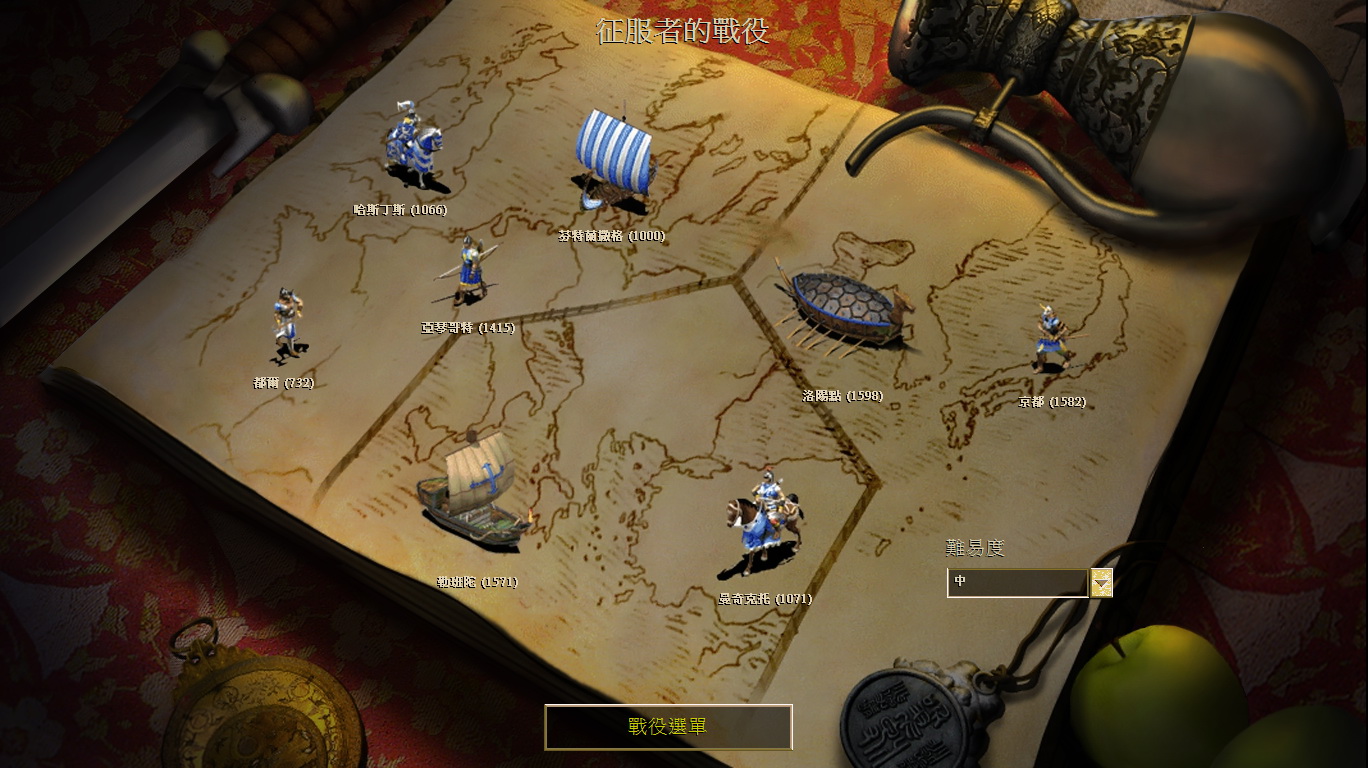 征服者的戰役
哈斯丁斯 (1066)
芬特蘭撒格 (1000)
亞琴哥特 (1415)
都爾 (732)
洛陽點 (1598)
京都 (1582)
勒班陀 (1571)
曼奇克托 (1071)
難易度
中
戰役選單